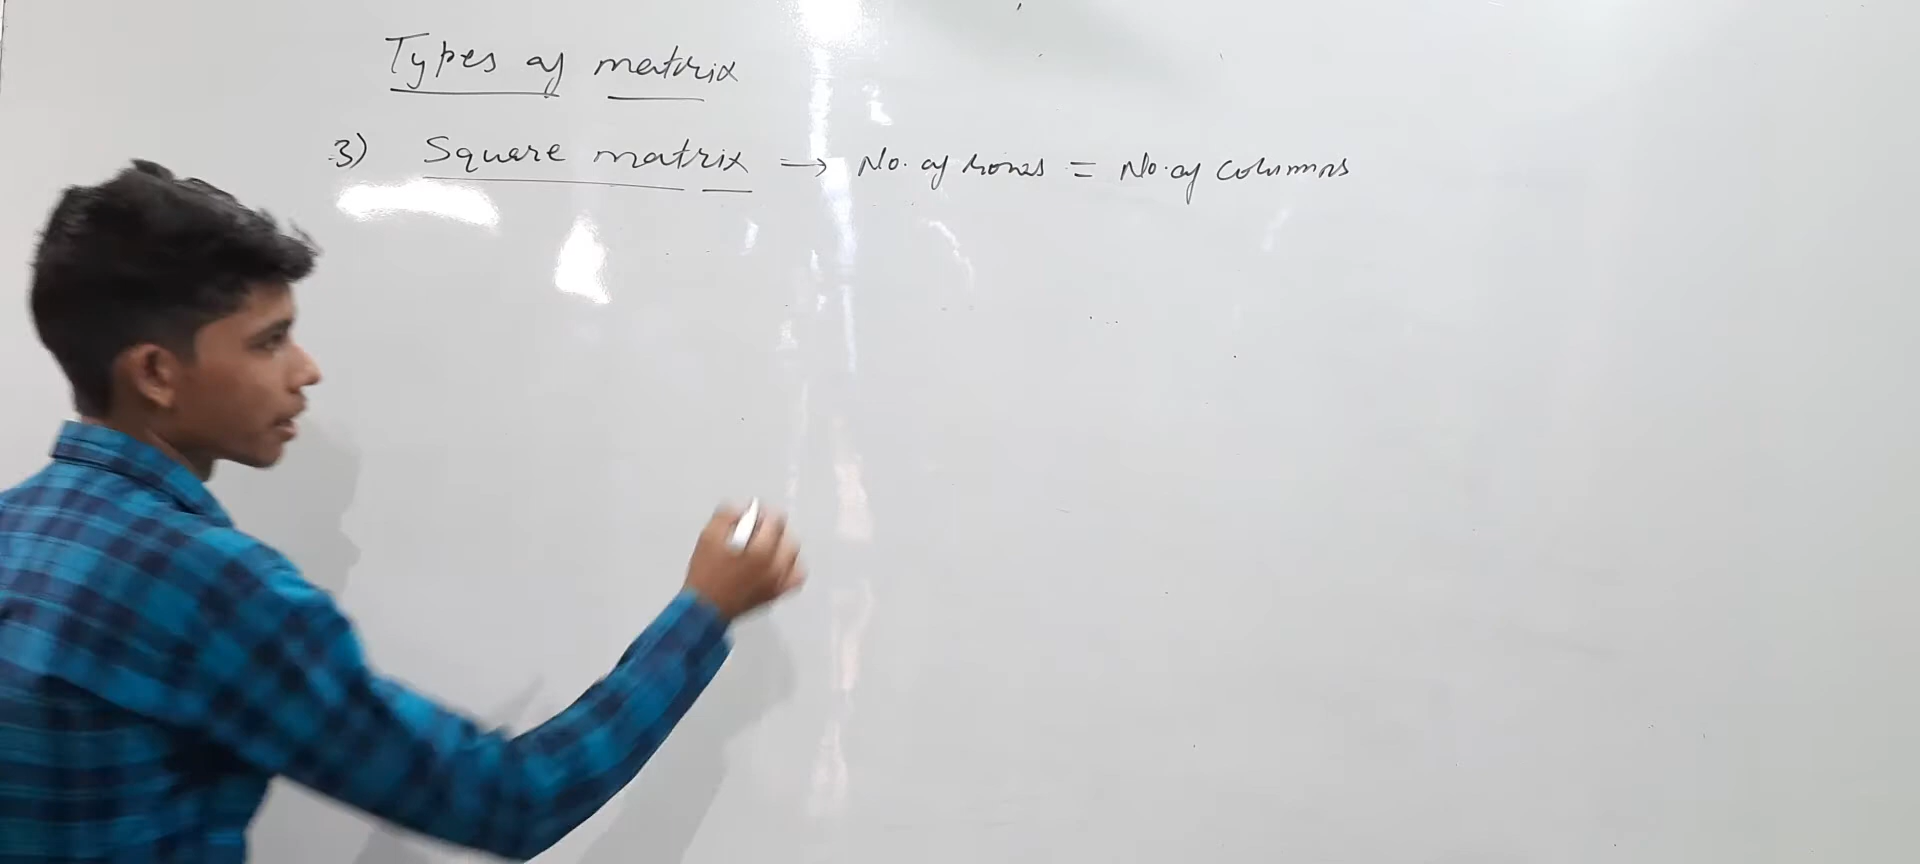 Types of matrix
3) Square matrix → No. of rows = No. of columns